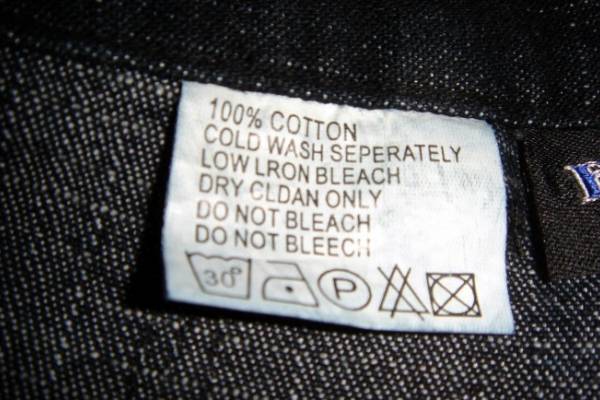 100% COTTON
COLD WASH SEPERATELY
LOW LRON BLEACH
DRY CLDAN ONLY
DO NOT BLEACH
DO NOT BLEECH
30°
P